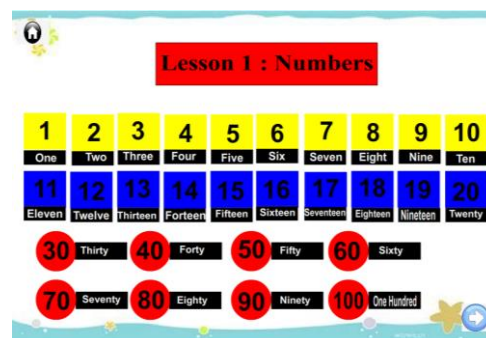 Lesson 1 : Numbers
1 2 3 4 5 6 7 8 9 10
One Two Three Four Five Six Seven Eight Nine Ten
11 12 13 14 15 16 17 18 19 20
Eleven Twelve Thirteen Forteen Fifteen Sixteen Seventeen Eighteen Nineteen Twenty
30 Thirty 40 Forty 50 Fifty 60 Sixty
70 Seventy 80 Eighty 90 Ninety 100 One Hundred